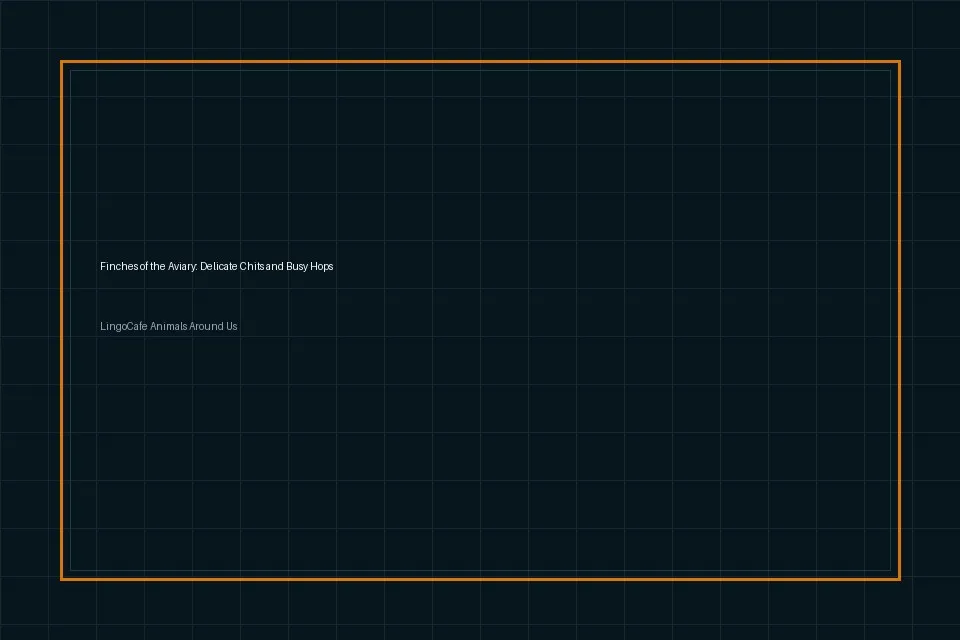 Finches of the Aviary: Delicate Chits and Busy Hops
LingoCafe Animals Around Us